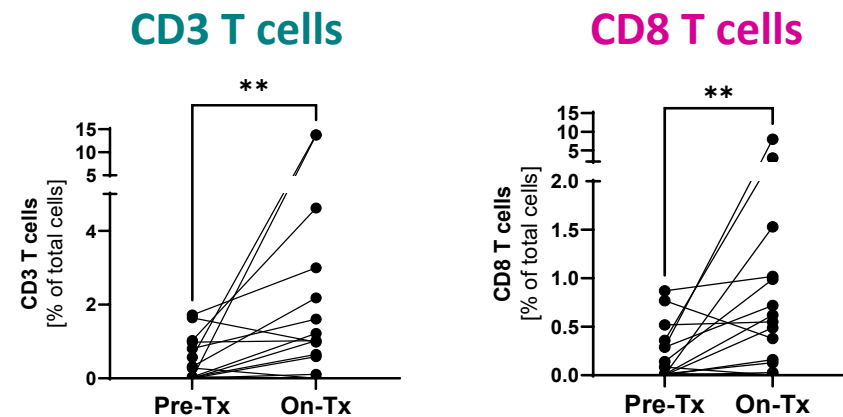 CD3 T cells
**
15
10
5
4
2
0
CD3 T cells
[% of total cells]
Pre-Tx On-Tx
CD8 T cells
**
15
10
5
2.0
1.5
1.0
0.5
0.0
CD8 T cells
[% of total cells]
Pre-Tx On-Tx